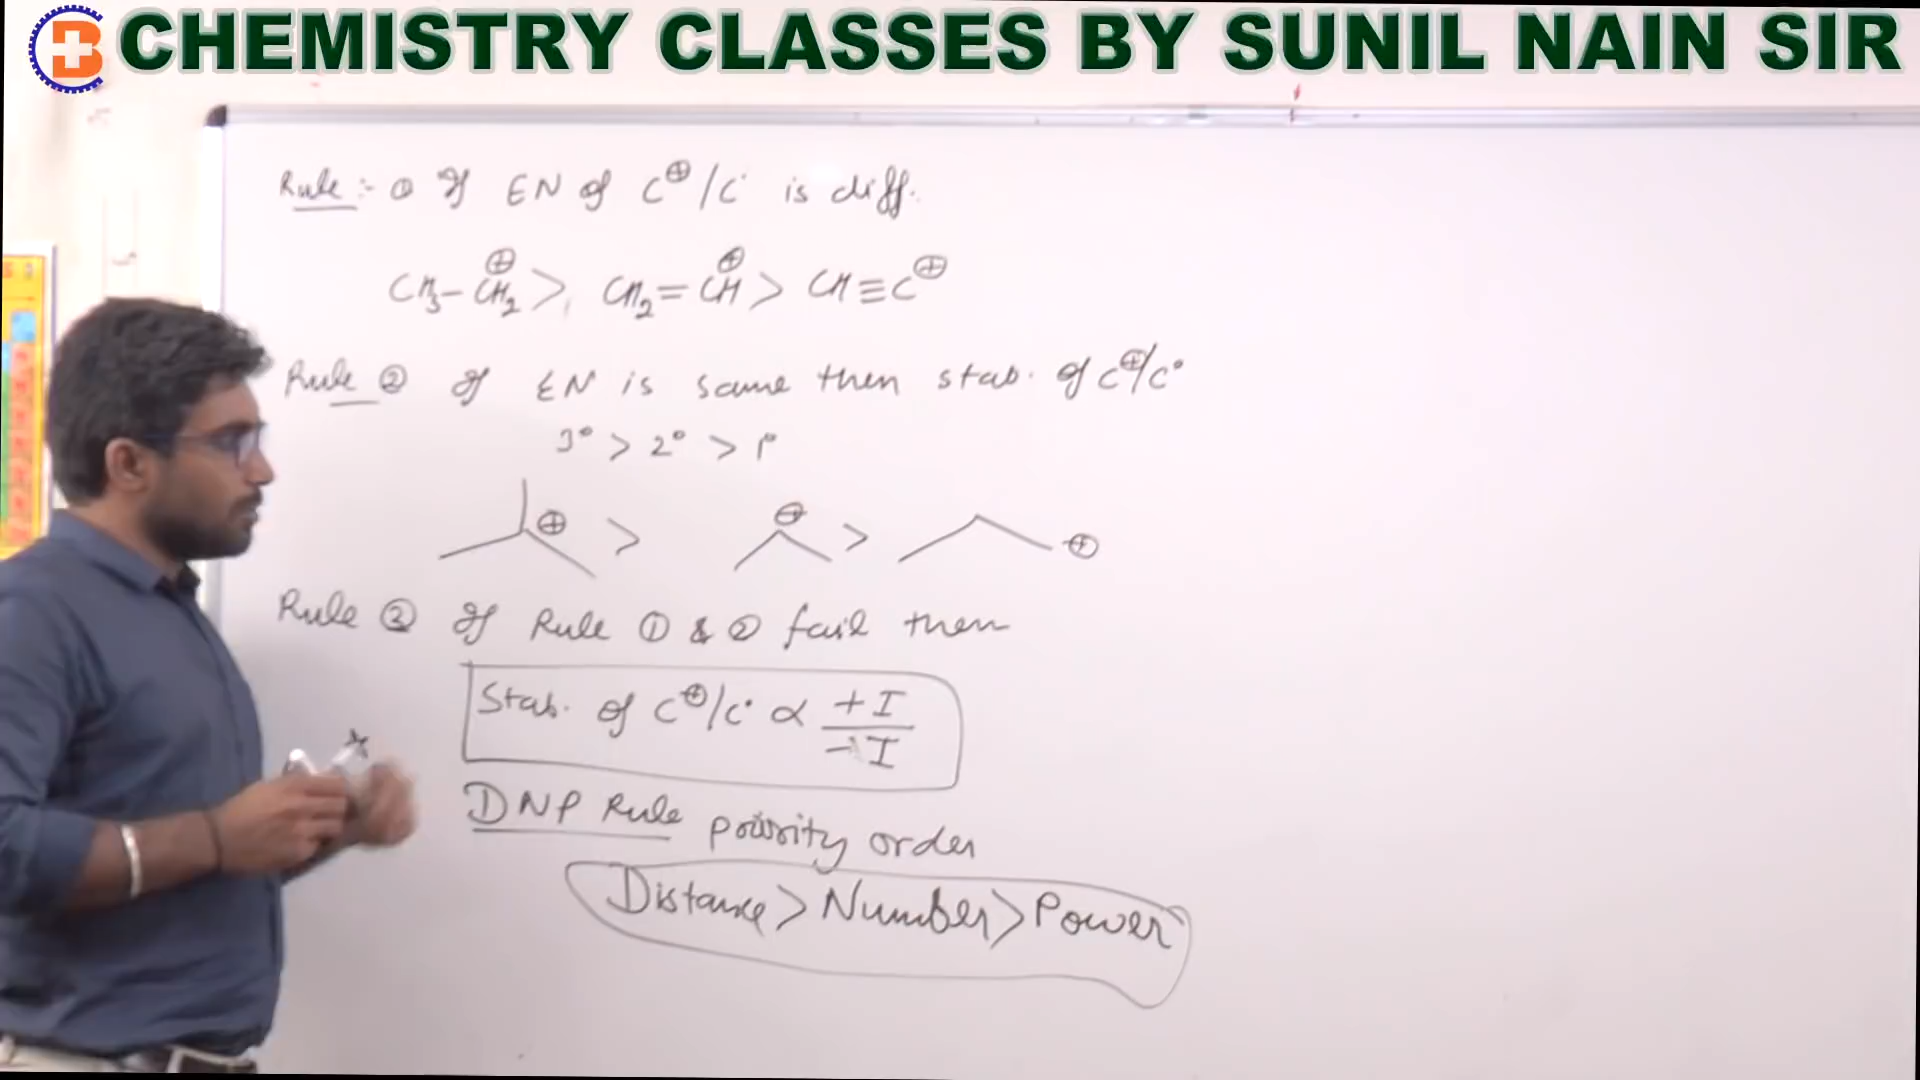 CHEMISTRY CLASSES BY SUNIL NAIN SIR
Rule :- ① If EN of C⊕/C• is diff.
CH₃-CH₂⊕ > CH₂=CH⊕ > CH≡C⊕
Rule ② If EN is same then stab. of C⊕/C•
3° > 2° > 1°
⊕ > ⊕ > ⊕
Rule ③ If Rule ① & ② fail then
Stab. of C⊕/C• ∝ +I/-I
DNP Rule priority order
Distance > Number > Power